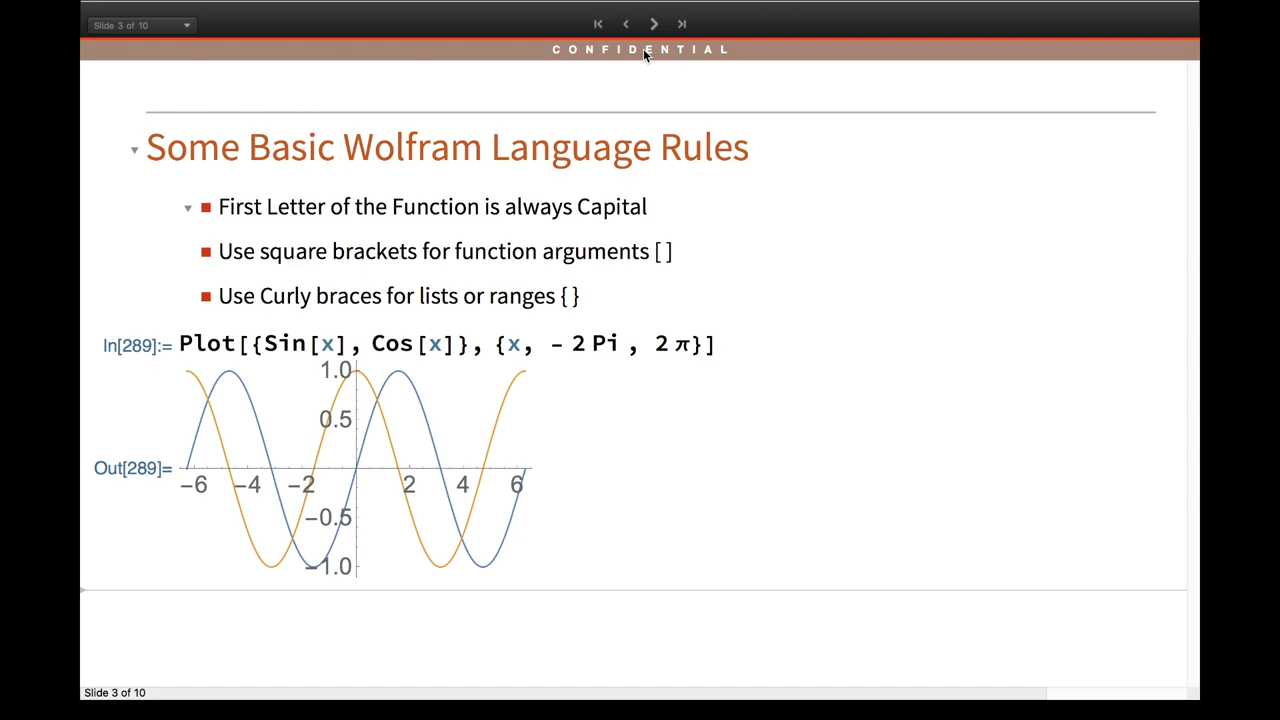 Slide 3 of 10
CONFIDENTIAL
Some Basic Wolfram Language Rules
First Letter of the Function is always Capital
Use square brackets for function arguments [ ]
Use Curly braces for lists or ranges { }
In[289]:= Plot[{Sin[x], Cos[x]}, {x, - 2 Pi , 2 π}]
1.0
0.5
Out[289]=
-6 -4 -2 2 4 6
-0.5
-1.0
Slide 3 of 10